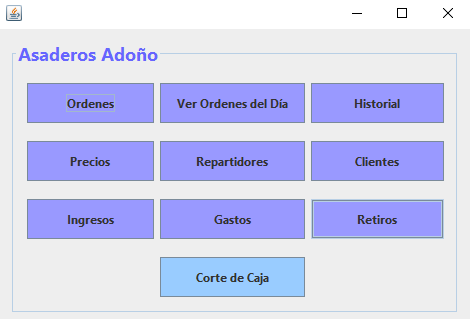 Asaderos Adoño
Ordenes
Ver Ordenes del Día
Historial
Precios
Repartidores
Clientes
Ingresos
Gastos
Retiros
Corte de Caja